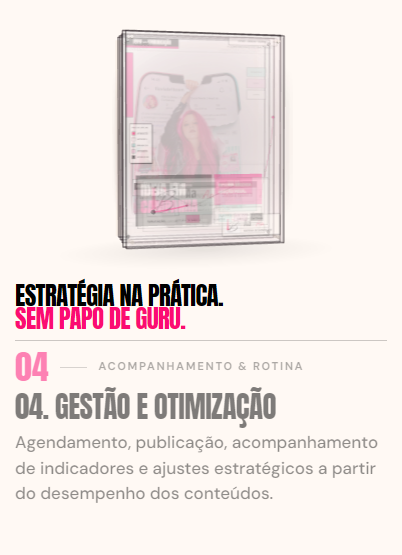 ESTRATÉGIA NA PRÁTICA.
SEM PAPO DE GURU.
04 ACOMPANHAMENTO & ROTINA
04. GESTÃO E OTIMIZAÇÃO
Agendamento, publicação, acompanhamento
de indicadores e ajustes estratégicos a partir
do desempenho dos conteúdos.